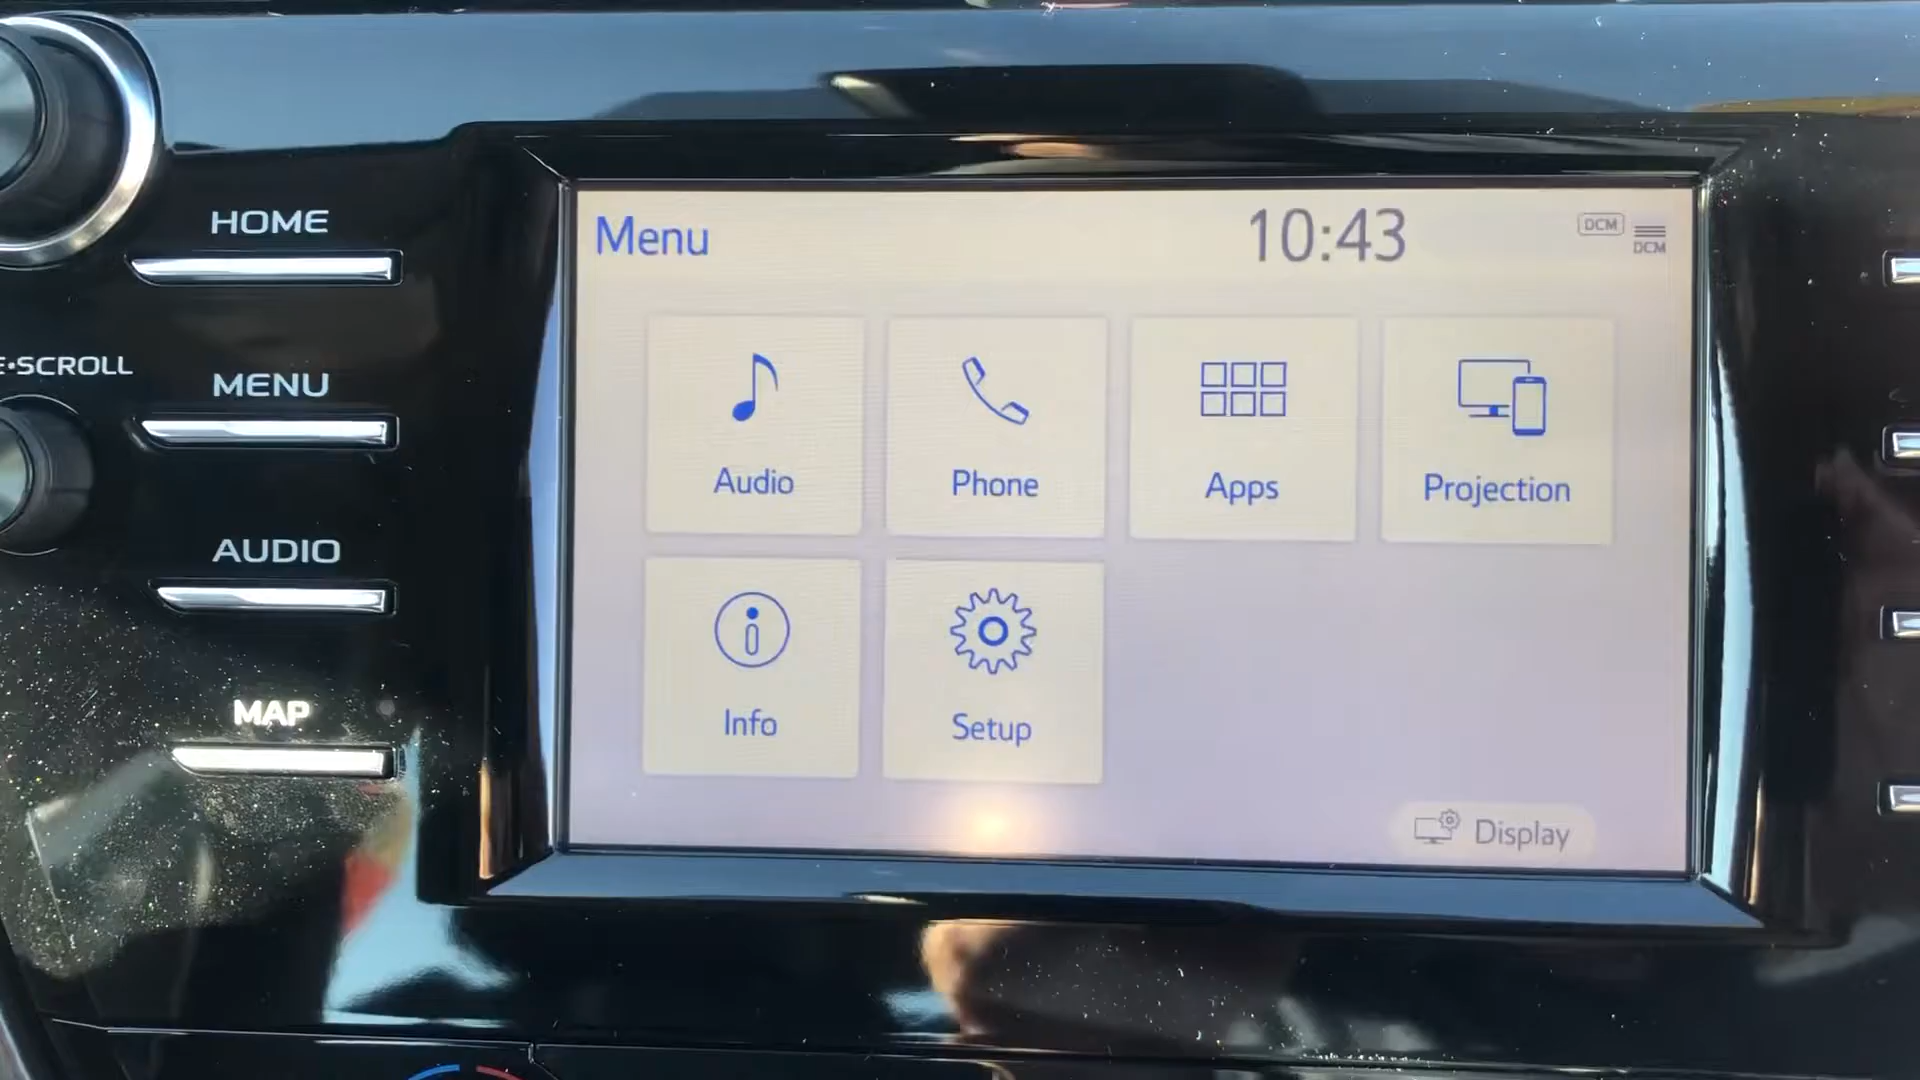 HOME
E•SCROLL
MENU
AUDIO
MAP
Menu
10:43
DCM
DCM
Audio
Phone
Apps
Projection
Info
Setup
Display